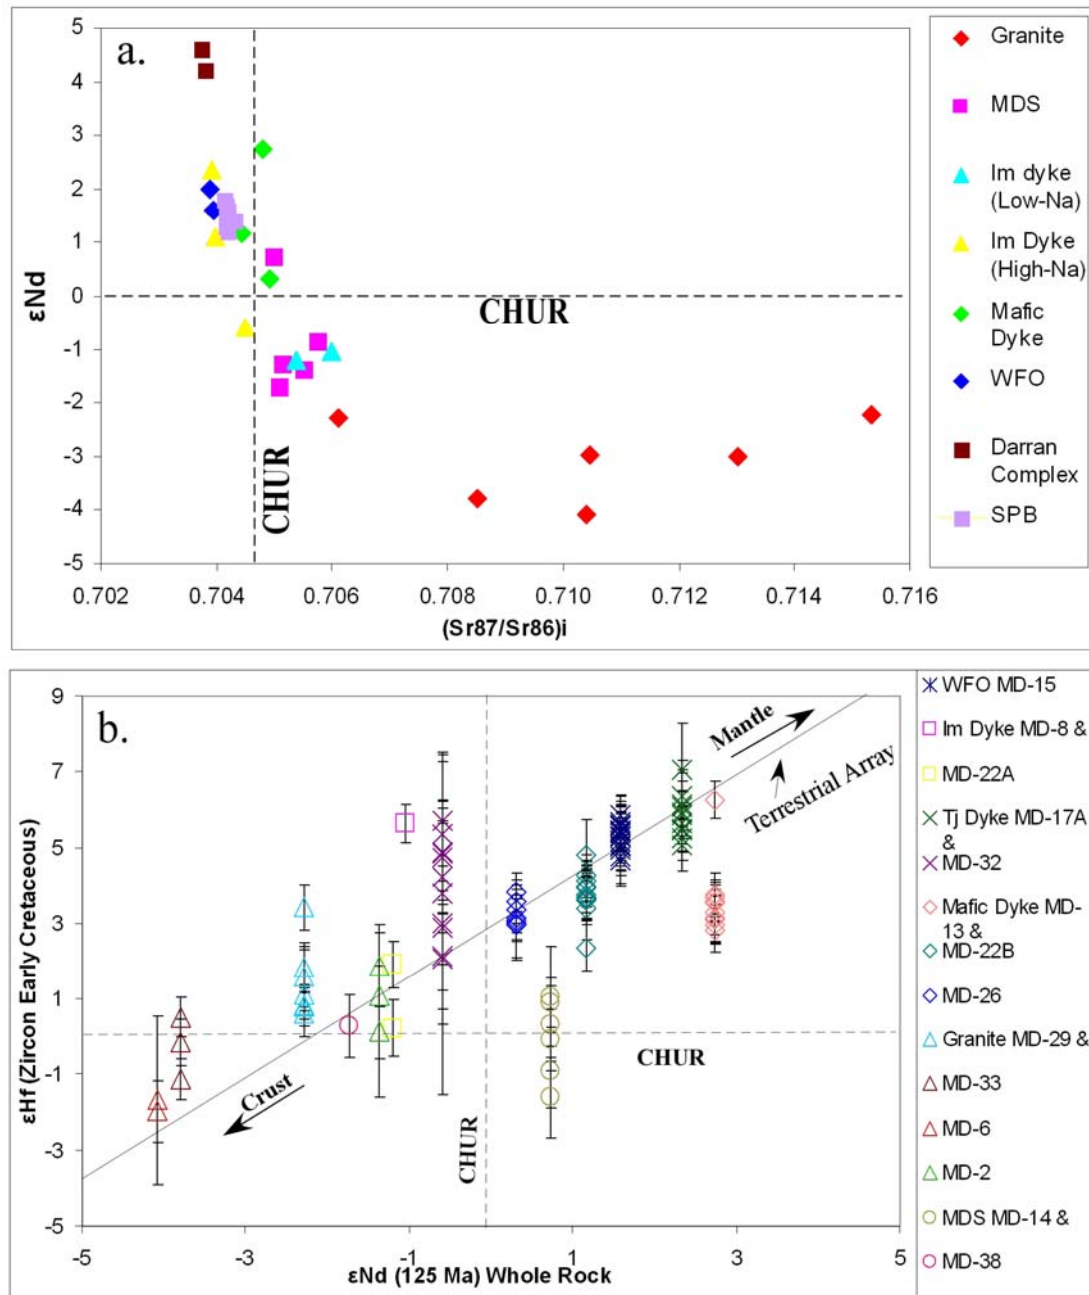 a.
5
4
3
2
1
0
-1
-2
-3
-4
-5
εNd
CHUR
CHUR
0.702 0.704 0.706 0.708 0.710 0.712 0.714 0.716
(Sr87/Sr86)i
Granite
MDS
Im dyke
(Low-Na)
Im Dyke
(High-Na)
Mafic
Dyke
WFO
Darran
Complex
SPB
b.
9
7
5
3
1
-1
-3
-5
εHf (Zircon Early Cretaceous)
Mantle
Terrestrial Array
Crust
CHUR
CHUR
-5 -3 -1 1 3 5
εNd (125 Ma) Whole Rock
WFO MD-15
Im Dyke MD-8 &
MD-22A
Tj Dyke MD-17A
&
MD-32
Mafic Dyke MD-
13 &
MD-22B
MD-26
Granite MD-29 &
MD-33
MD-6
MD-2
MDS MD-14 &
MD-38